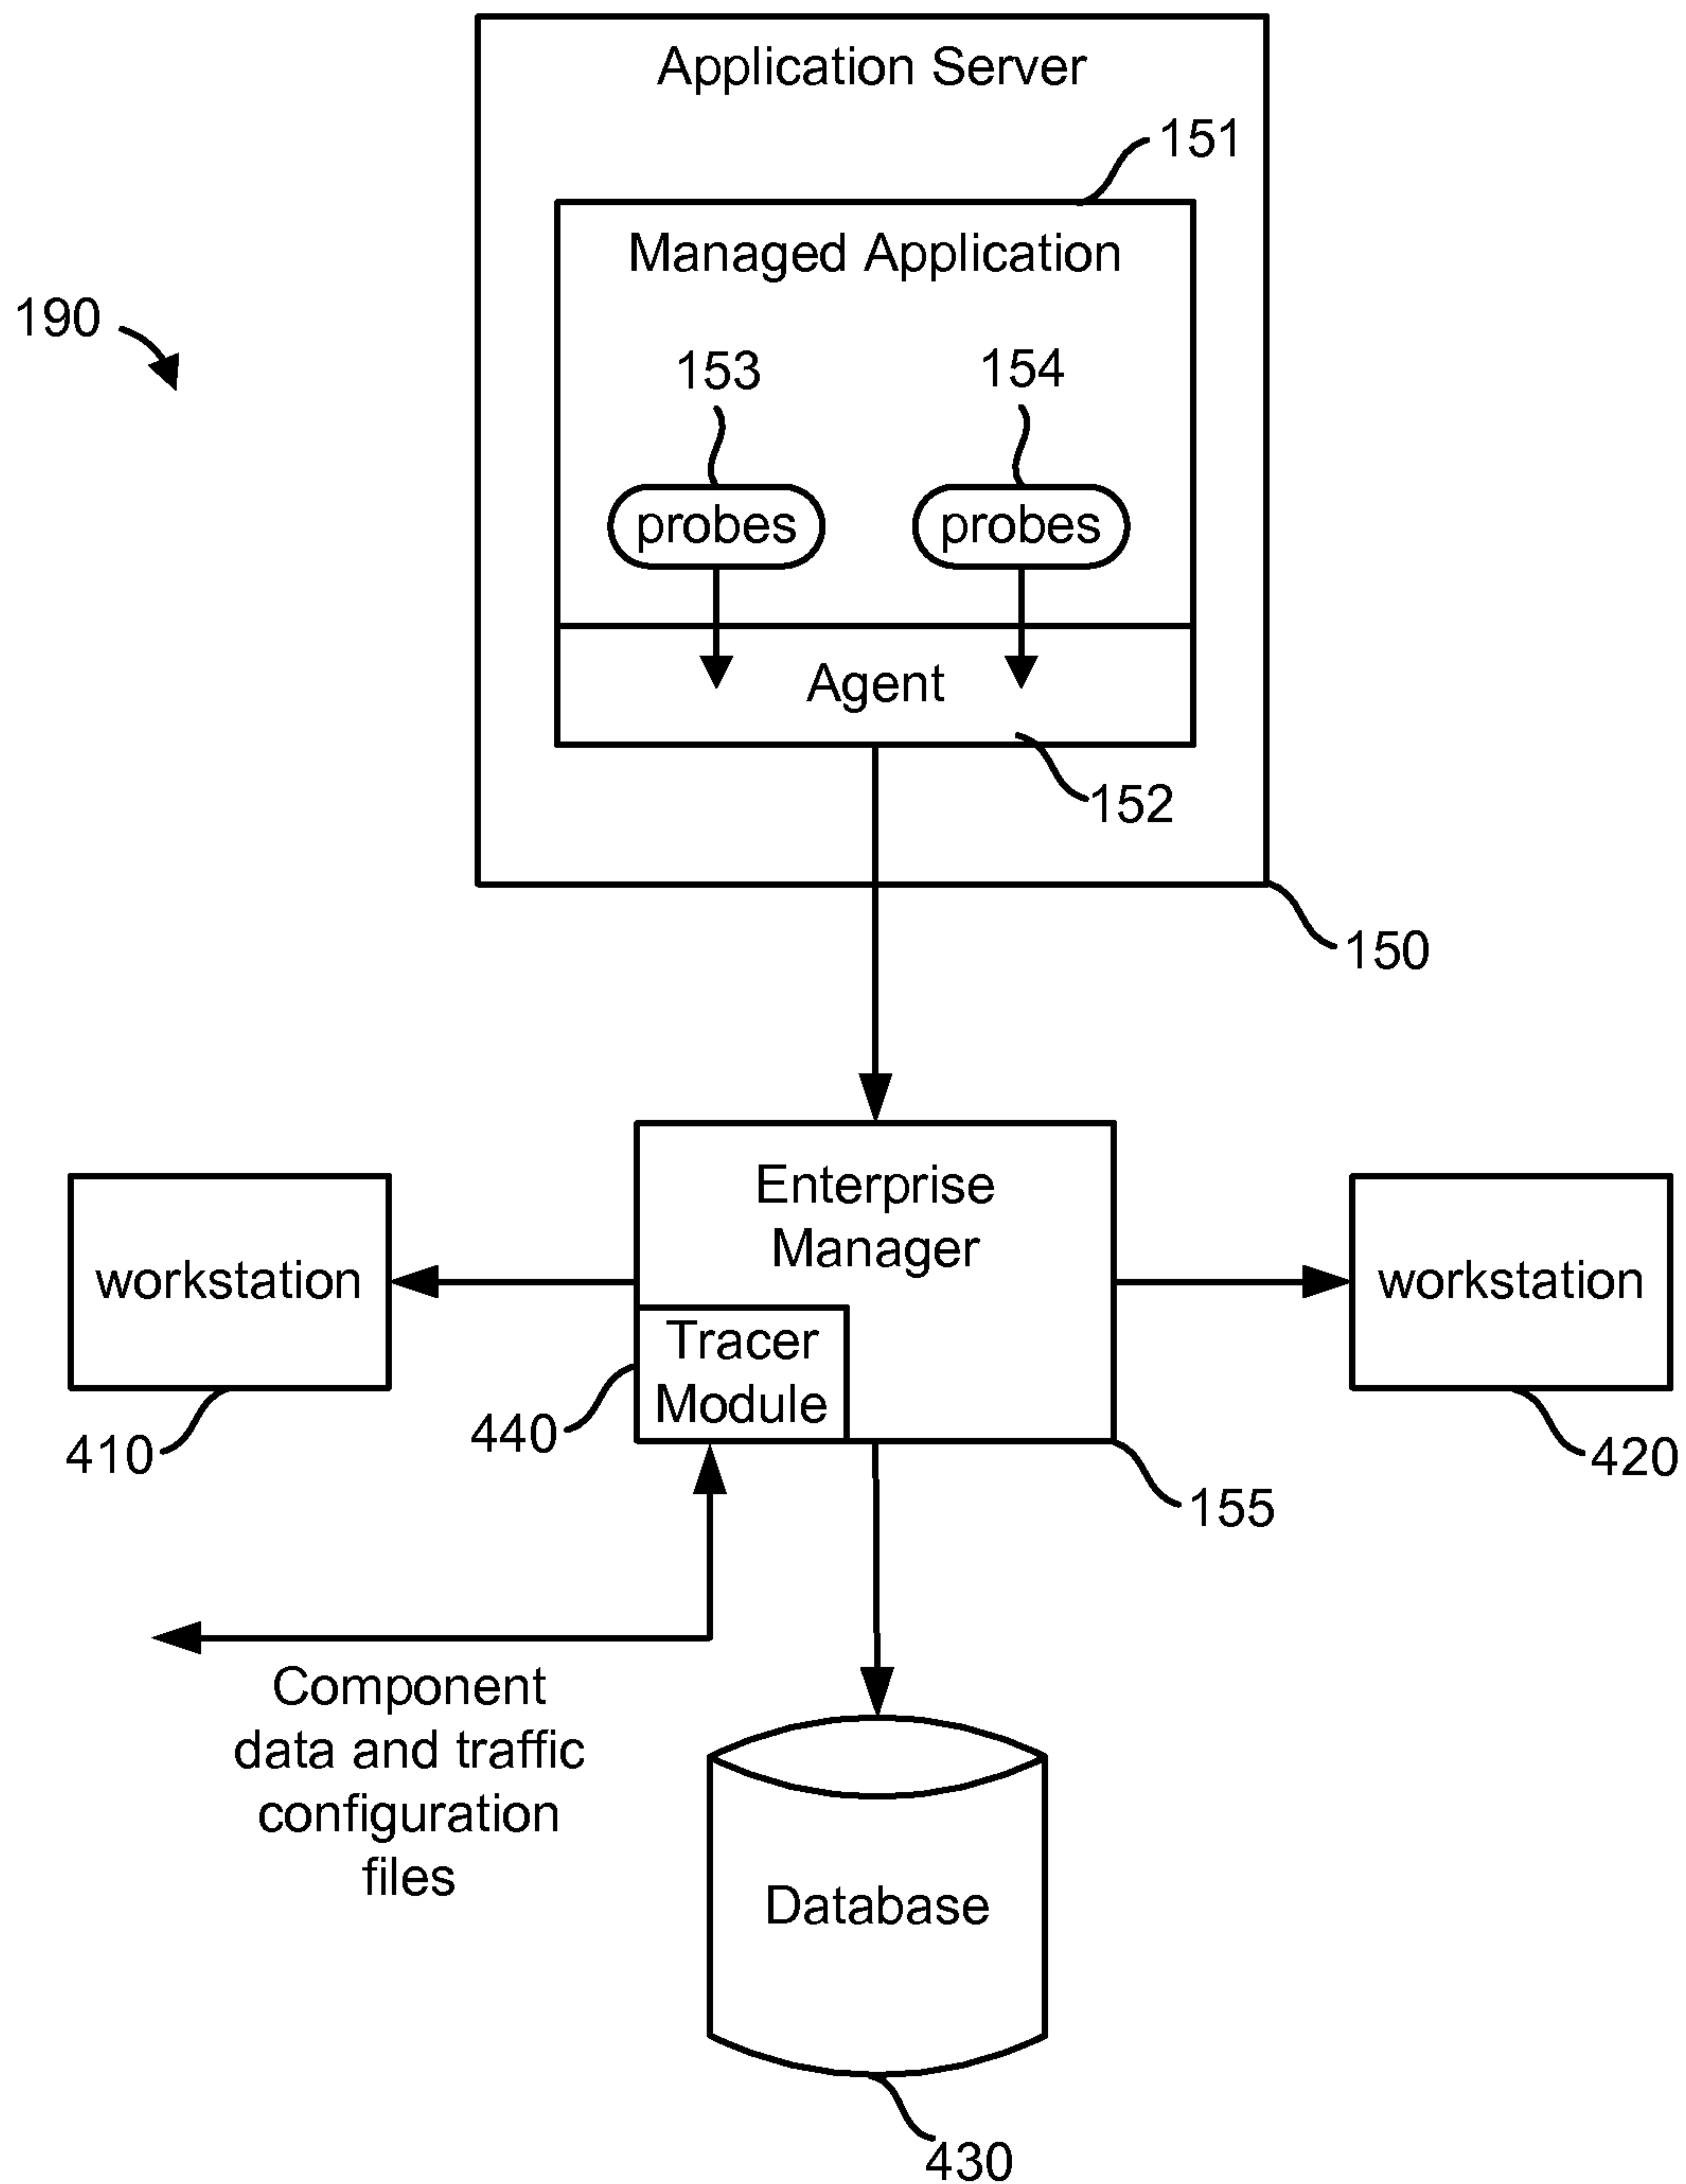 Application Server
151
Managed Application
190
153
154
probes
probes
Agent
152
150
Enterprise
Manager
workstation
workstation
Tracer
Module
410
440
420
155
Component
data and traffic
configuration
files
Database
430